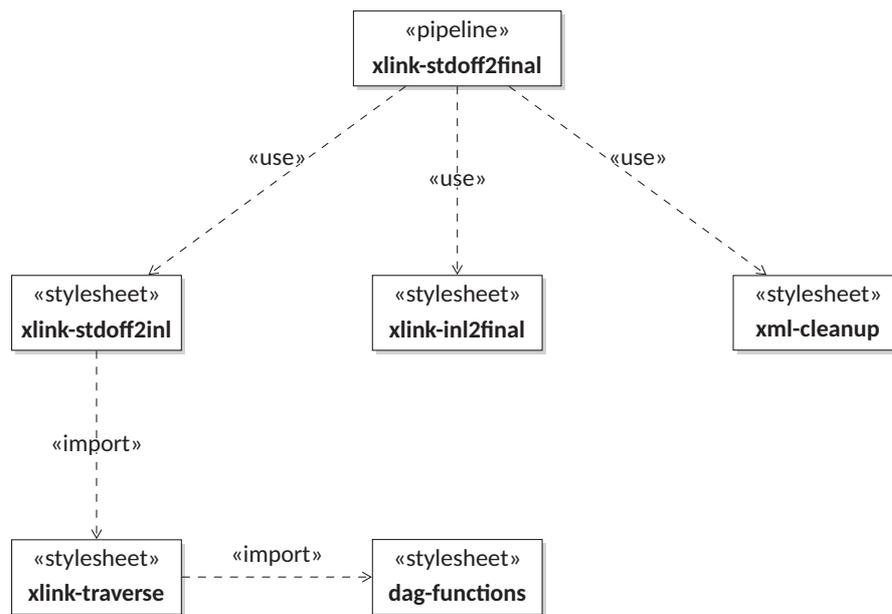 «pipeline»
xlink-stdoff2final
«use»
«use»
«use»
«stylesheet»
xlink-stdoff2inl
«stylesheet»
xlink-inl2final
«stylesheet»
xml-cleanup
«import»
«stylesheet»
xlink-traverse
«import»
«stylesheet»
dag-functions